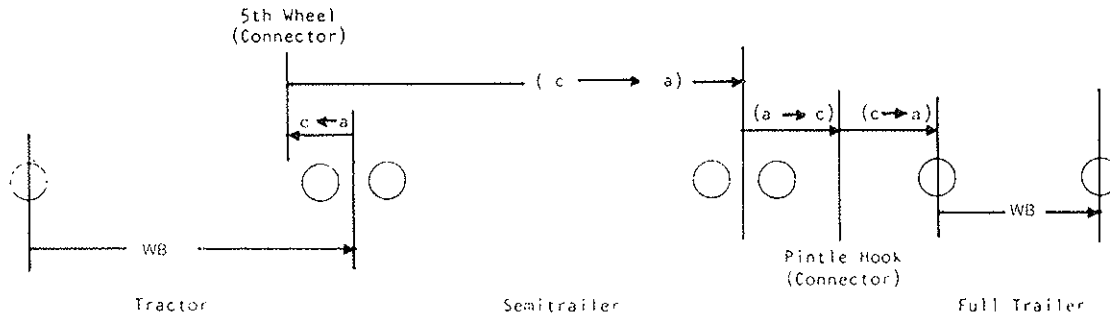 5th Wheel
(Connector)
( c → a)
c ← a
(a → c)
(c→a)
WB
WB
Pintle Hook
(Connector)
Tractor
Semitrailer
Full Trailer